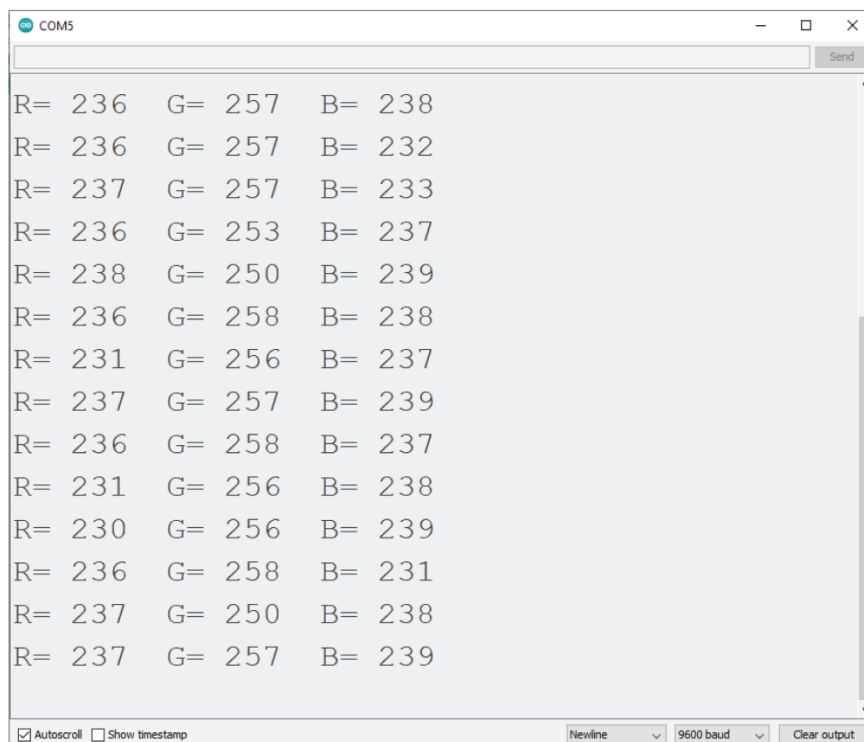 COM5
Send
R= 236 G= 257 B= 238
R= 236 G= 257 B= 232
R= 237 G= 257 B= 233
R= 236 G= 253 B= 237
R= 238 G= 250 B= 239
R= 236 G= 258 B= 238
R= 231 G= 256 B= 237
R= 237 G= 257 B= 239
R= 236 G= 258 B= 237
R= 231 G= 256 B= 238
R= 230 G= 256 B= 239
R= 236 G= 258 B= 231
R= 237 G= 250 B= 238
R= 237 G= 257 B= 239
Autoscroll Show timestamp Newline 9600 baud Clear output